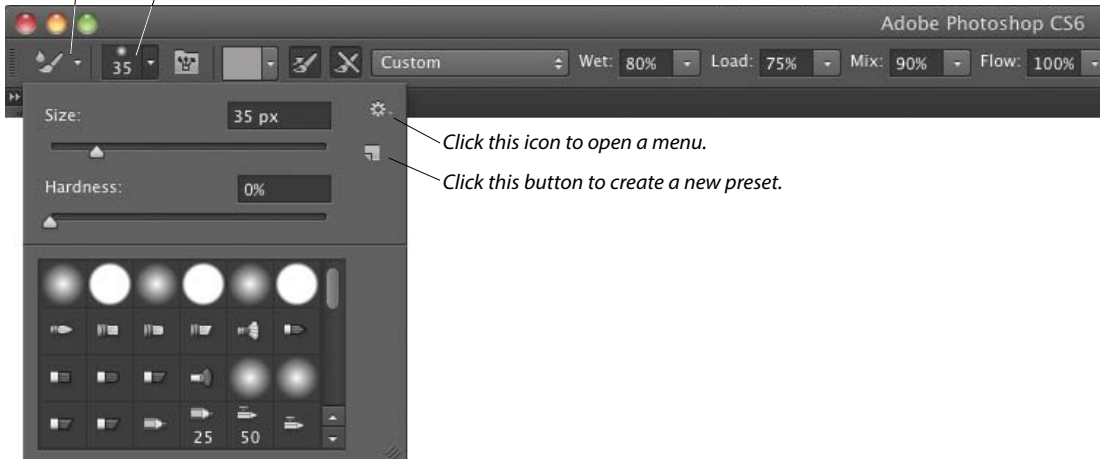 Adobe Photoshop CS6
35 Custom Wet: 80% Load: 75% Mix: 90% Flow: 100%
Size: 35 px
Click this icon to open a menu.
Click this button to create a new preset.
Hardness: 0%
25 50